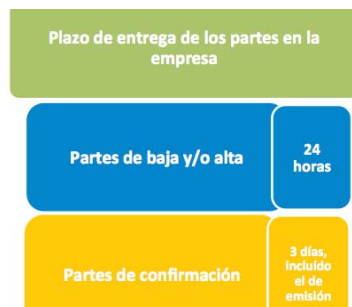 Plazo de entrega de los partes en la
empresa
Partes de baja y/o alta
24
horas
Partes de confirmación
3 días,
incluído
el de
emisión